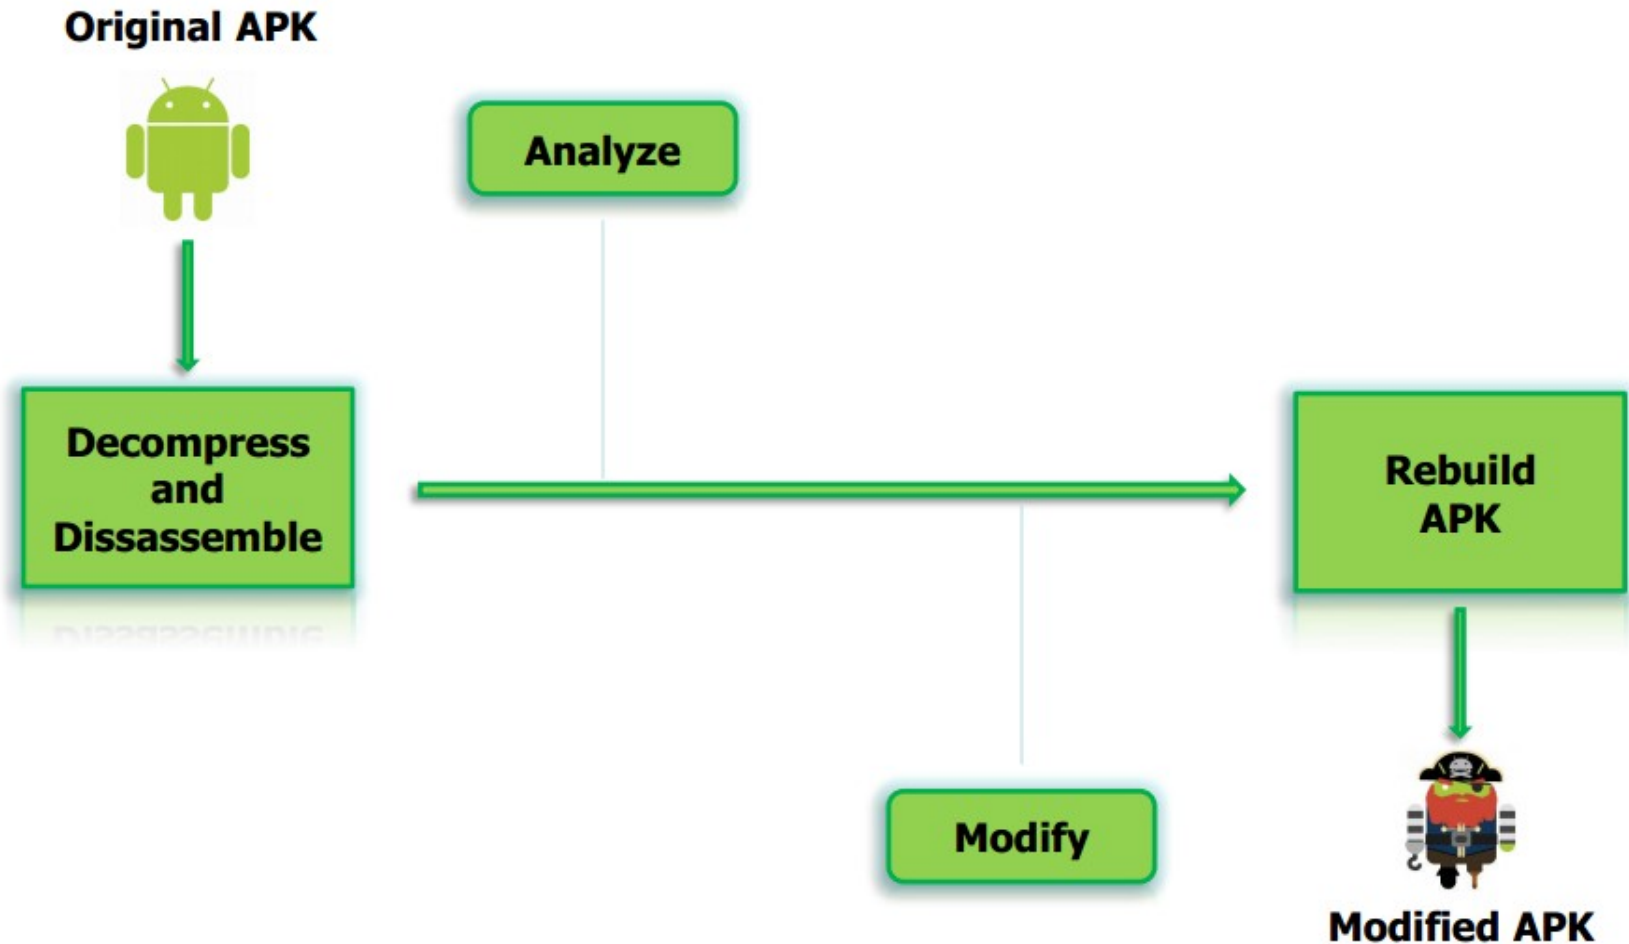 Original APK
Analyze
Decompress
and
Dissassemble
Rebuild
APK
Modify
Modified APK